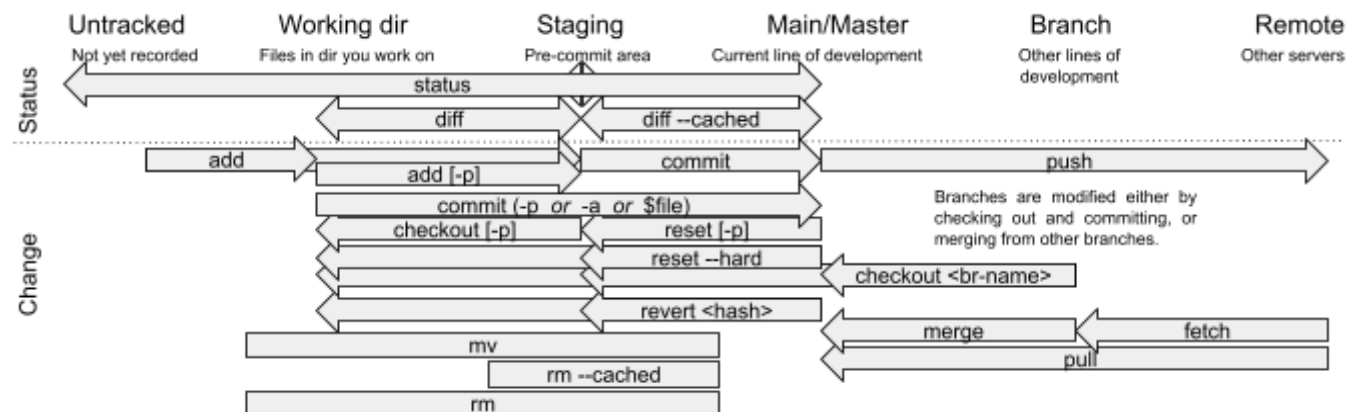 Untracked
Working dir
Staging
Main/Master
Branch
Remote
Not yet recorded
Files in dir you work on
Pre-commit area
Current line of development
Other lines of
development
Other servers
Status
status
diff
diff --cached
Change
add
commit
push
add [-p]
commit (-p or -a or $file)
Branches are modified either by
checking out and committing, or
merging from other branches.
checkout [-p]
reset [-p]
reset --hard
checkout <br-name>
revert <hash>
merge
fetch
mv
pull
rm --cached
rm